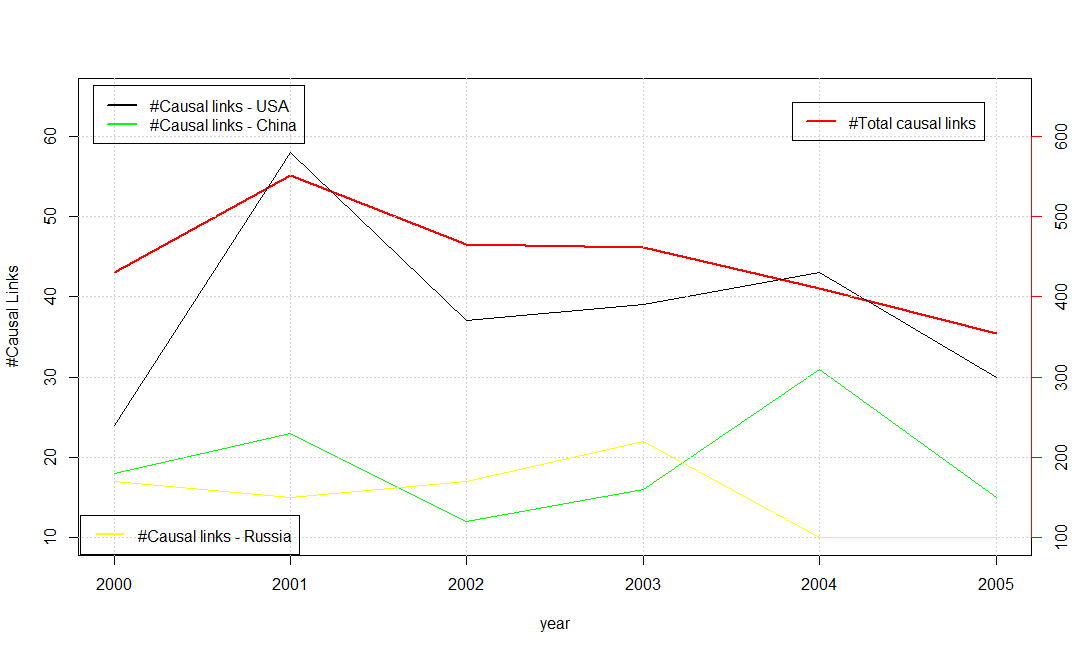 #Causal links - USA
#Causal links - China
#Total causal links
#Causal links - Russia
#Causal Links
60
50
40
30
20
10
600
500
400
300
200
100
2000 2001 2002 2003 2004 2005
year